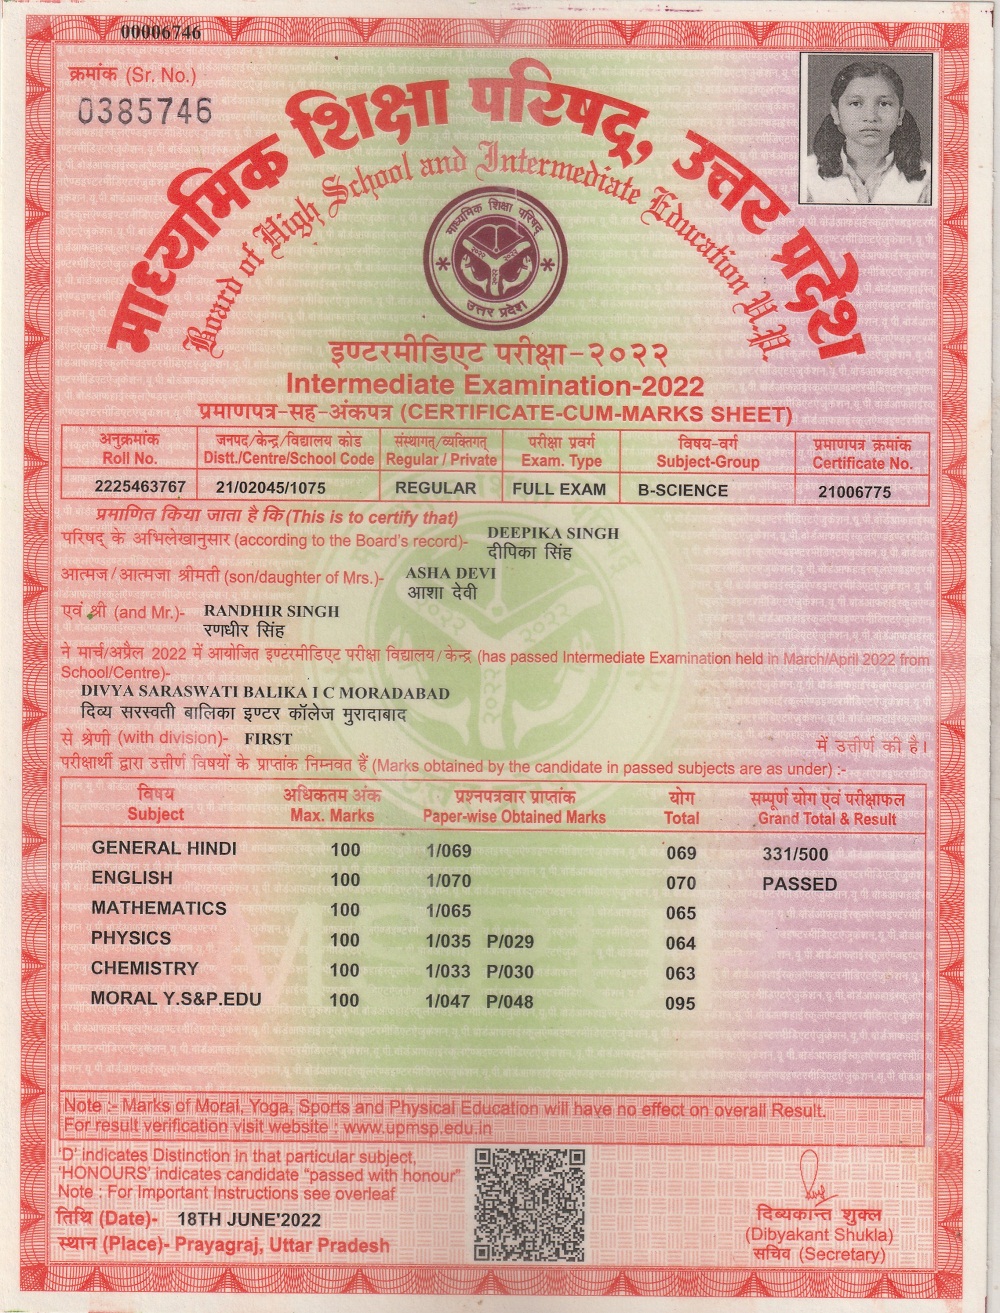 00006746
क्रमांक (Sr. No.)
0385746
माध्यमिक शिक्षा परिषद्, उत्तर प्रदेश
Board of High School and Intermediate Education U.P.
माध्यमिक शिक्षा परिषद्
उत्तर प्रदेश
इण्टरमीडिएट परीक्षा-२०२२
Intermediate Examination-2022
प्रमाणपत्र-सह-अंकपत्र (CERTIFICATE-CUM-MARKS SHEET)
अनुक्रमांक जनपद/केन्द्र/विद्यालय कोड संस्थागत्/व्यक्तिगत् परीक्षा प्रवर्ग विषय-वर्ग प्रमाणपत्र क्रमांक
Roll No. Distt./Centre/School Code Regular / Private Exam. Type Subject-Group Certificate No.
2225463767 21/02045/1075 REGULAR FULL EXAM B-SCIENCE 21006775
प्रमाणित किया जाता है कि (This is to certify that)
परिषद् के अभिलेखानुसार (according to the Board's record)- DEEPIKA SINGH
दीपिका सिंह
आत्मज/आत्मजा श्रीमती (son/daughter of Mrs.)- ASHA DEVI
आशा देवी
एवं श्री (and Mr.)- RANDHIR SINGH
रणधीर सिंह
ने मार्च/अप्रैल 2022 में आयोजित इण्टरमीडिएट परीक्षा विद्यालय/केन्द्र (has passed Intermediate Examination held in March/April 2022 from
School/Centre)-
DIVYA SARASWATI BALIKA I C MORADABAD
दिव्य सरस्वती बालिका इण्टर कॉलेज मुरादाबाद
से श्रेणी (with division)- FIRST में उत्तीर्ण की है।
परीक्षार्थी द्वारा उत्तीर्ण विषयों के प्राप्तांक निम्नवत हैं (Marks obtained by the candidate in passed subjects are as under) :-
विषय अधिकतम अंक प्रश्नपत्रवार प्राप्तांक योग सम्पूर्ण योग एवं परीक्षाफल
Subject Max. Marks Paper-wise Obtained Marks Total Grand Total & Result
GENERAL HINDI 100 1/069 069 331/500
ENGLISH 100 1/070 070 PASSED
MATHEMATICS 100 1/065 065
PHYSICS 100 1/035 P/029 064
CHEMISTRY 100 1/033 P/030 063
MORAL Y.S&P.EDU 100 1/047 P/048 095
Note :- Marks of Moral, Yoga, Sports and Physical Education will have no effect on overall Result.
For result verification visit website : www.upmsp.edu.in
'D' indicates Distinction in that particular subject,
'HONOURS' indicates candidate "passed with honour"
Note : For Important Instructions see overleaf
तिथि (Date)- 18TH JUNE'2022
स्थान (Place)- Prayagraj, Uttar Pradesh
दिव्यकान्त शुक्ल
(Dibyakant Shukla)
सचिव (Secretary)